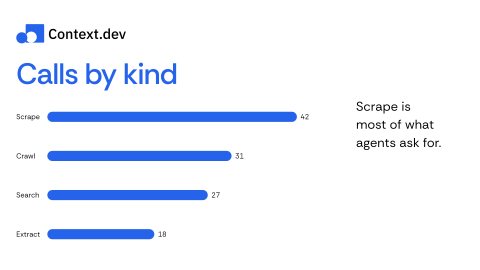 Context.dev
Calls by kind
Scrape 42
Crawl 31
Search 27
Extract 18
Scrape is
most of what
agents ask for.